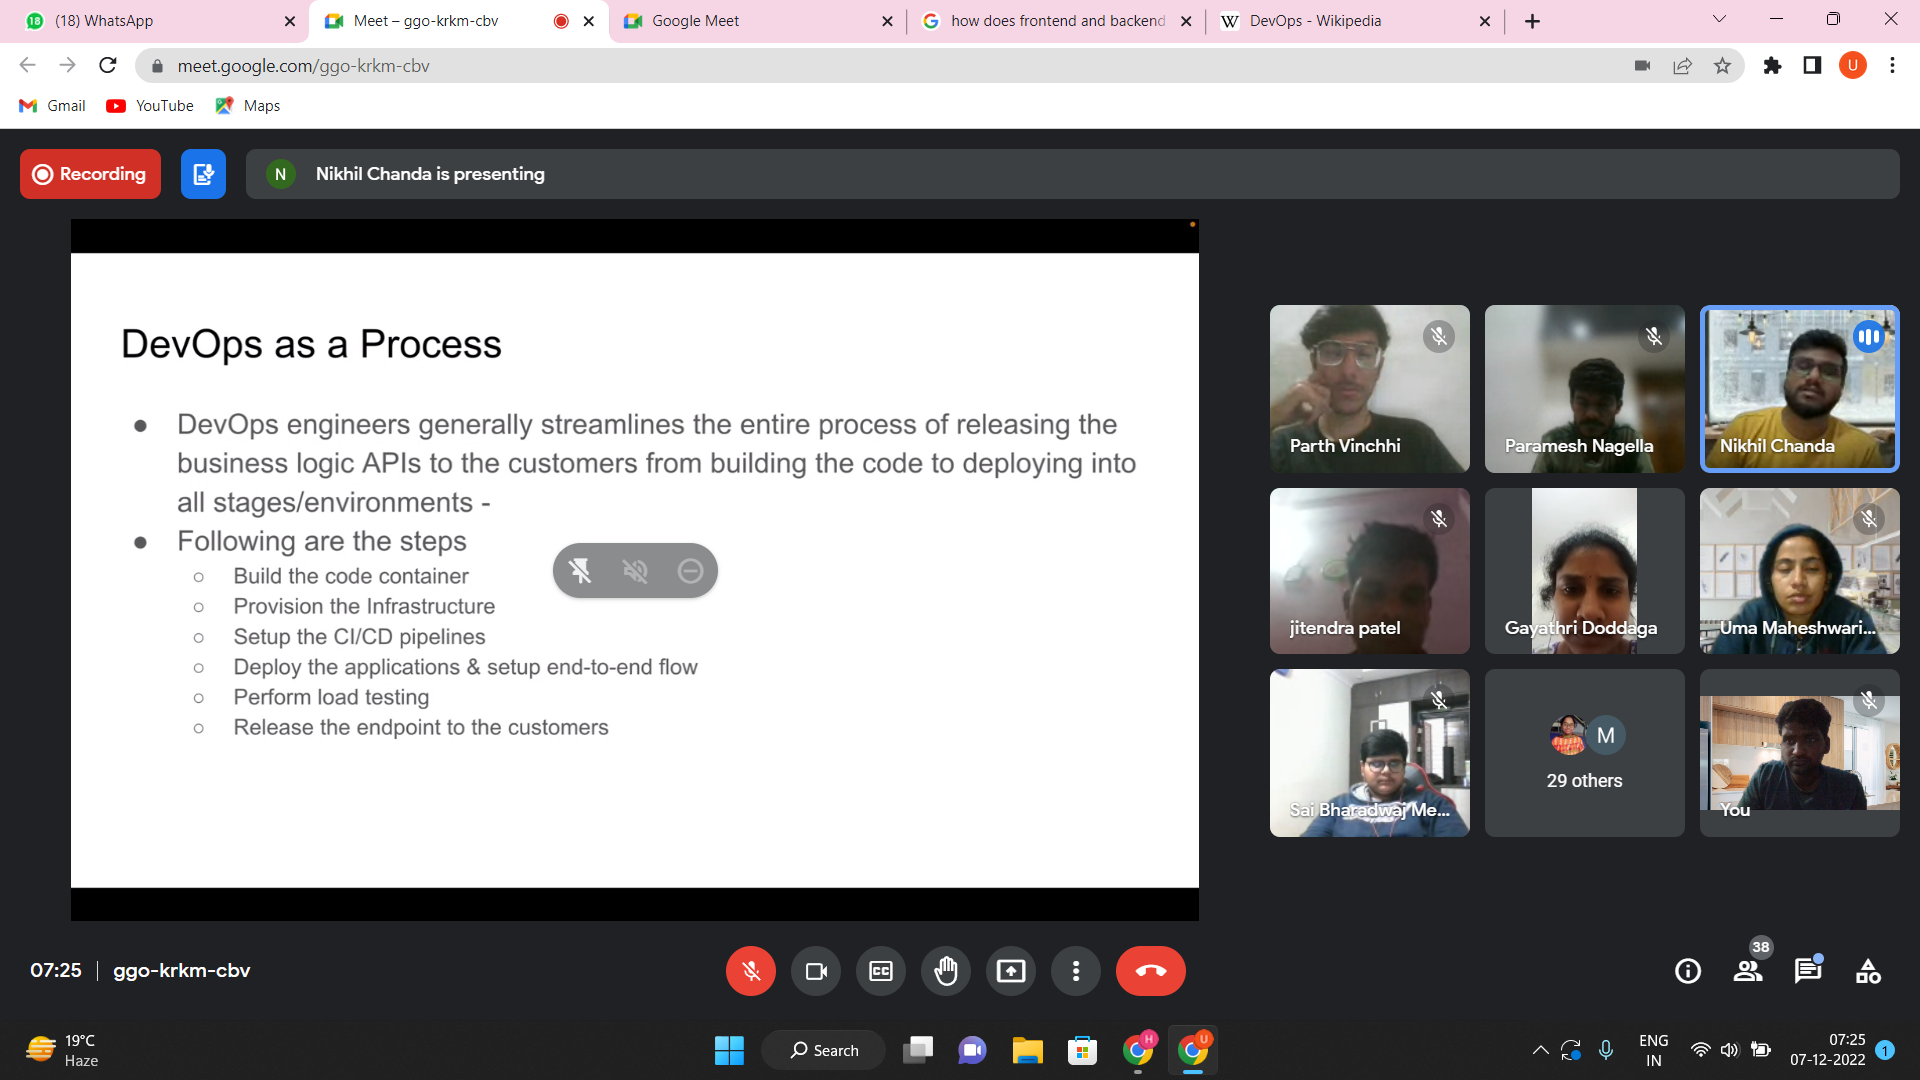 (18) WhatsApp
Meet – ggo-krkm-cbv
Google Meet
how does frontend and backend
DevOps - Wikipedia
meet.google.com/ggo-krkm-cbv
U
Gmail
YouTube
Maps
Recording
N
Nikhil Chanda is presenting
DevOps as a Process
● DevOps engineers generally streamlines the entire process of releasing the
business logic APIs to the customers from building the code to deploying into
all stages/environments -
● Following are the steps
○ Build the code container
○ Provision the Infrastructure
○ Setup the CI/CD pipelines
○ Deploy the applications & setup end-to-end flow
○ Perform load testing
○ Release the endpoint to the customers
Parth Vinchhi
Paramesh Nagella
Nikhil Chanda
jitendra patel
Gayathri Doddaga
Uma Maheshwari...
Sai Bharadwaj Me...
M
29 others
You
07:25 | ggo-krkm-cbv
CC
38
19°C
Haze
Search
H
U
ENG
IN
07:25
07-12-2022
1